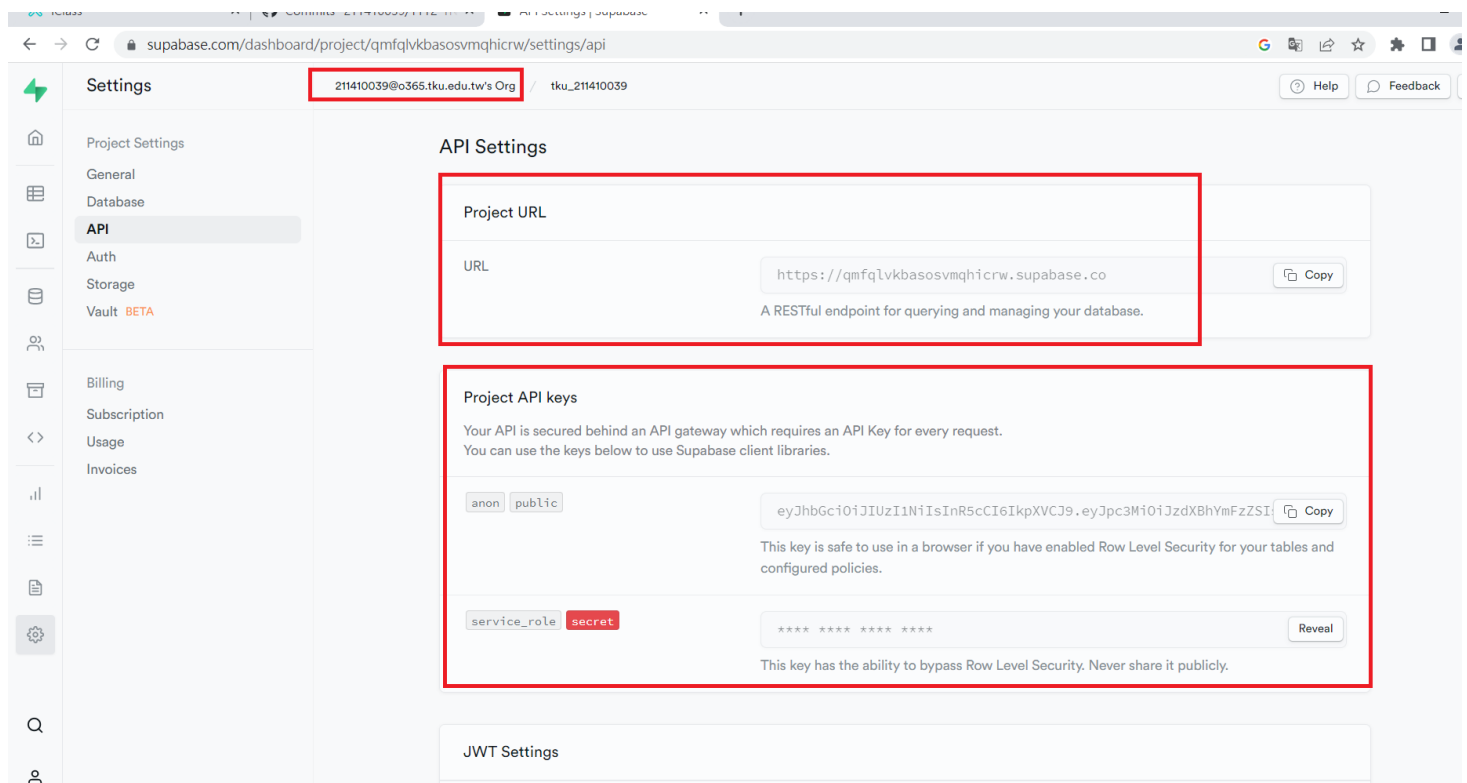 supabase.com/dashboard/project/qmfqlvkbasosvmqhicrw/settings/api
Settings
211410039@o365.tku.edu.tw's Org / tku_211410039
Help
Feedback
Project Settings
General
Database
API
Auth
Storage
Vault BETA
Billing
Subscription
Usage
Invoices
API Settings
Project URL
URL
https://qmfqlvkbasosvmqhicrw.supabase.co
Copy
A RESTful endpoint for querying and managing your database.
Project API keys
Your API is secured behind an API gateway which requires an API Key for every request.
You can use the keys below to use Supabase client libraries.
anon public
eyJhbGciOiJIUzI1NiIsInR5cCI6IkpXVCJ9.eyJpc3MiOiJzdXBhYmFzZSI
Copy
This key is safe to use in a browser if you have enabled Row Level Security for your tables and
configured policies.
service_role secret
**** **** **** ****
Reveal
This key has the ability to bypass Row Level Security. Never share it publicly.
JWT Settings